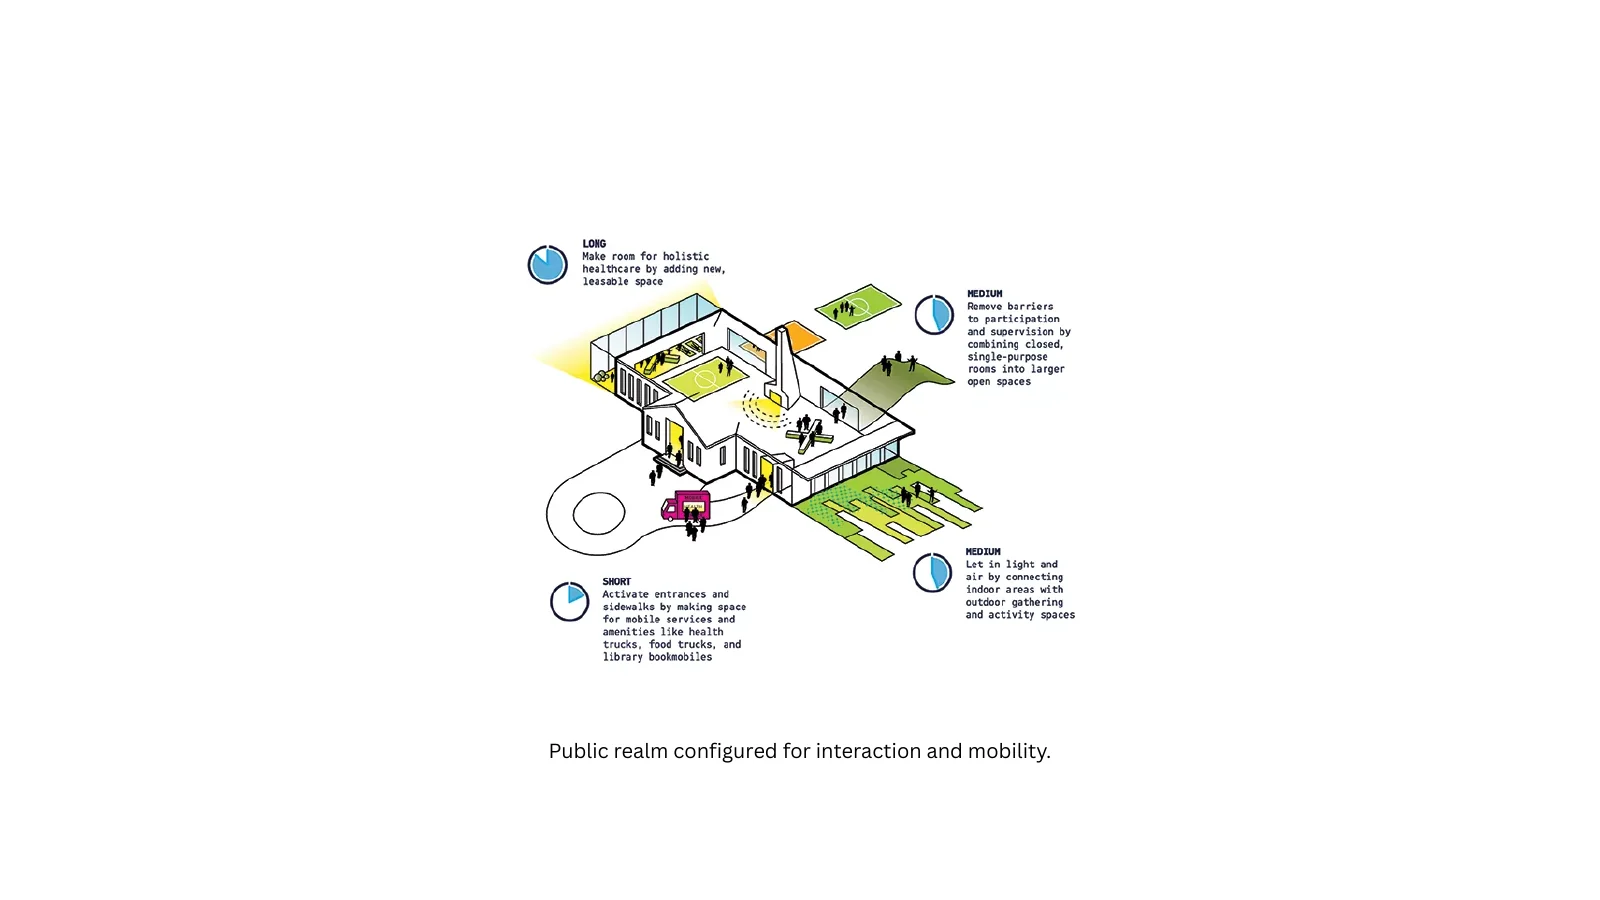 LONG
Make room for holistic
healthcare by adding new,
leasable space
MEDIUM
Remove barriers
to participation
and supervision by
combining closed,
single-purpose
rooms into larger
open spaces
HEALTH
MEDIUM
Let in light and
air by connecting
indoor areas with
outdoor gathering
and activity spaces
SHORT
Activate entrances and
sidewalks by making space
for mobile services and
amenities like health
trucks, food trucks, and
library bookmobiles
Public realm configured for interaction and mobility.